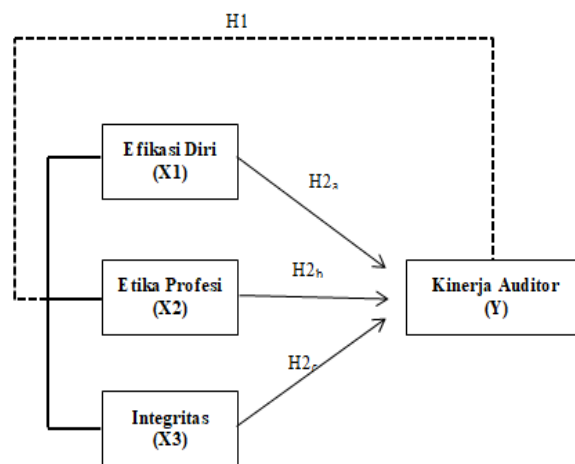 H1
Efikasi Diri
(X1)
H2a
Etika Profesi
(X2)
H2b
Kinerja Auditor
(Y)
H2c
Integritas
(X3)